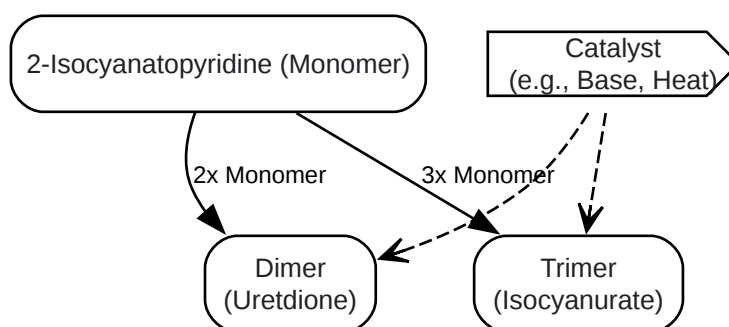 2-Isocyanatopyridine (Monomer)
Catalyst
(e.g., Base, Heat)
2x Monomer
3x Monomer
Dimer
(Uretdione)
Trimer
(Isocyanurate)